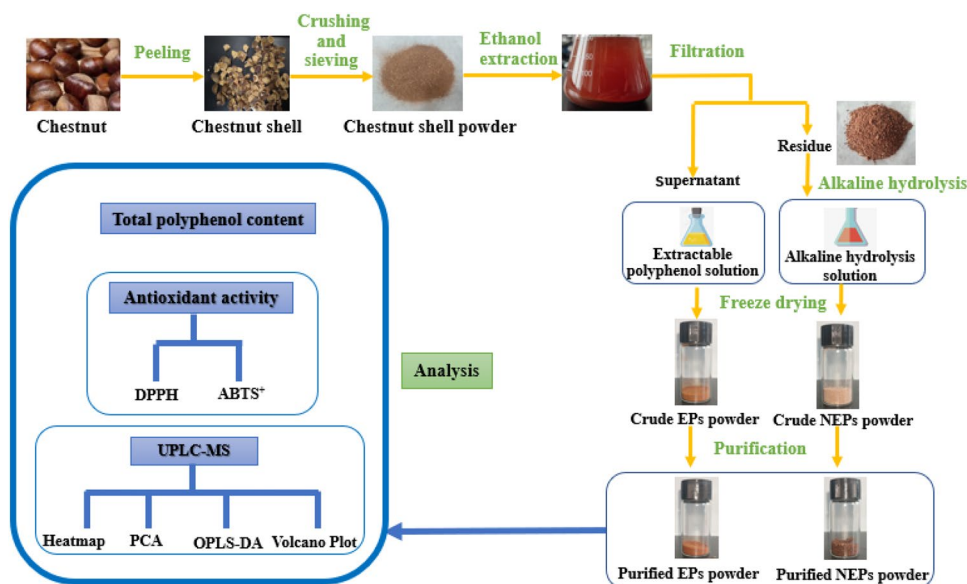 Peeling
Crushing
and
sieving
Ethanol
extraction
Filtration
Chestnut
Chestnut shell
Chestnut shell powder
Residue
Supernatant
Alkaline hydrolysis
Extractable
polyphenol solution
Alkaline hydrolysis
solution
Freeze drying
Crude EPs powder
Crude NEPs powder
Purification
Purified EPs powder
Purified NEPs powder
Analysis
Total polyphenol content
Antioxidant activity
DPPH
ABTS⁺
UPLC-MS
Heatmap
PCA
OPLS-DA
Volcano Plot